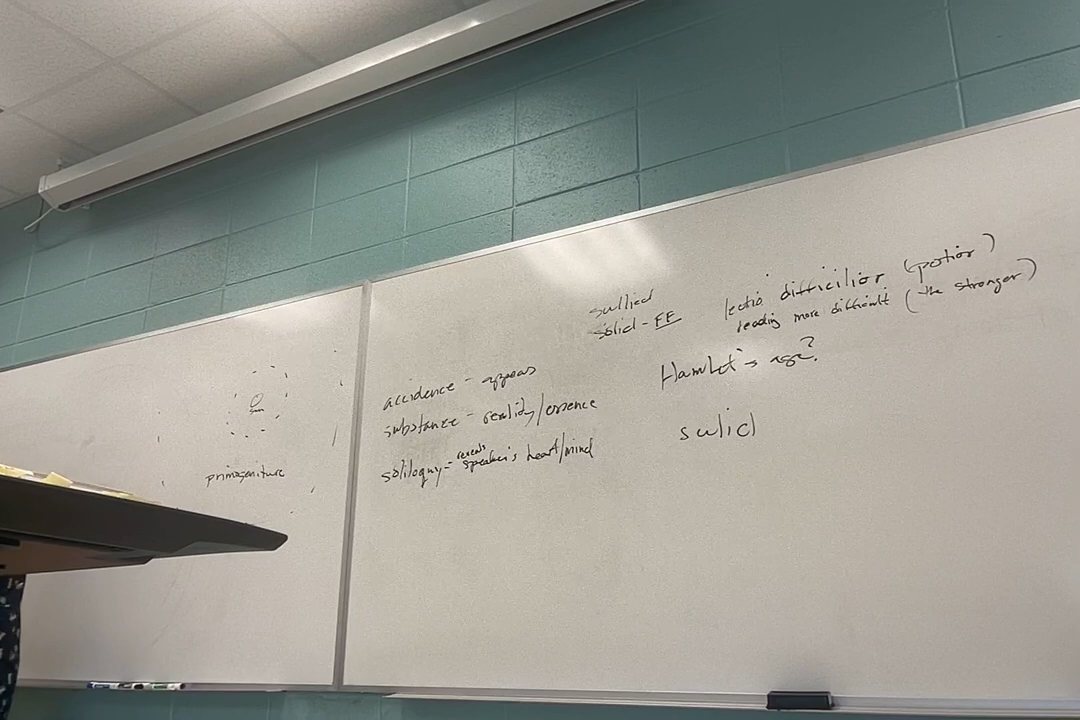 primogeniture
accidence - appears
substance - reality/essence
soliloquy - reveals speaker's heart/mind
sullied
solid - FF
lectio difficilior (potior)
reading more difficult (the stronger)
Hamlet's age?
sulid